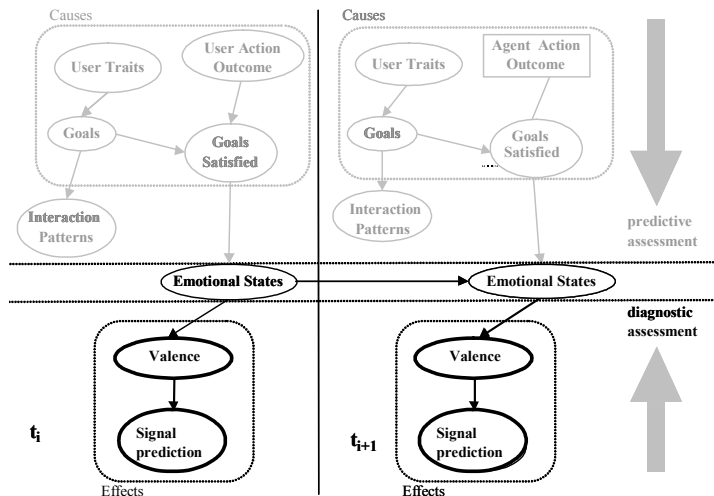 Causes
User Traits
User Action
Outcome
Goals
Goals
Satisfied
Interaction
Patterns
Causes
User Traits
Agent Action
Outcome
Goals
Goals
Satisfied
Interaction
Patterns
predictive
assessment
Emotional States
Emotional States
diagnostic
assessment
Valence
Signal
prediction
t i
Effects
Valence
Signal
prediction
t i+1
Effects